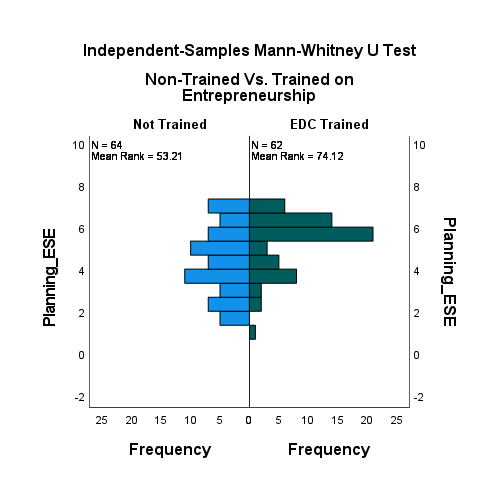 Independent-Samples Mann-Whitney U Test
Non-Trained Vs. Trained on
Entrepreneurship
Not Trained
EDC Trained
N = 64
Mean Rank = 53.21
N = 62
Mean Rank = 74.12
Planning_ESE
10
8
6
4
2
0
-2
10
8
6
4
2
0
-2
Planning_ESE
25 20 15 10 5 0 5 10 15 20 25
Frequency
Frequency